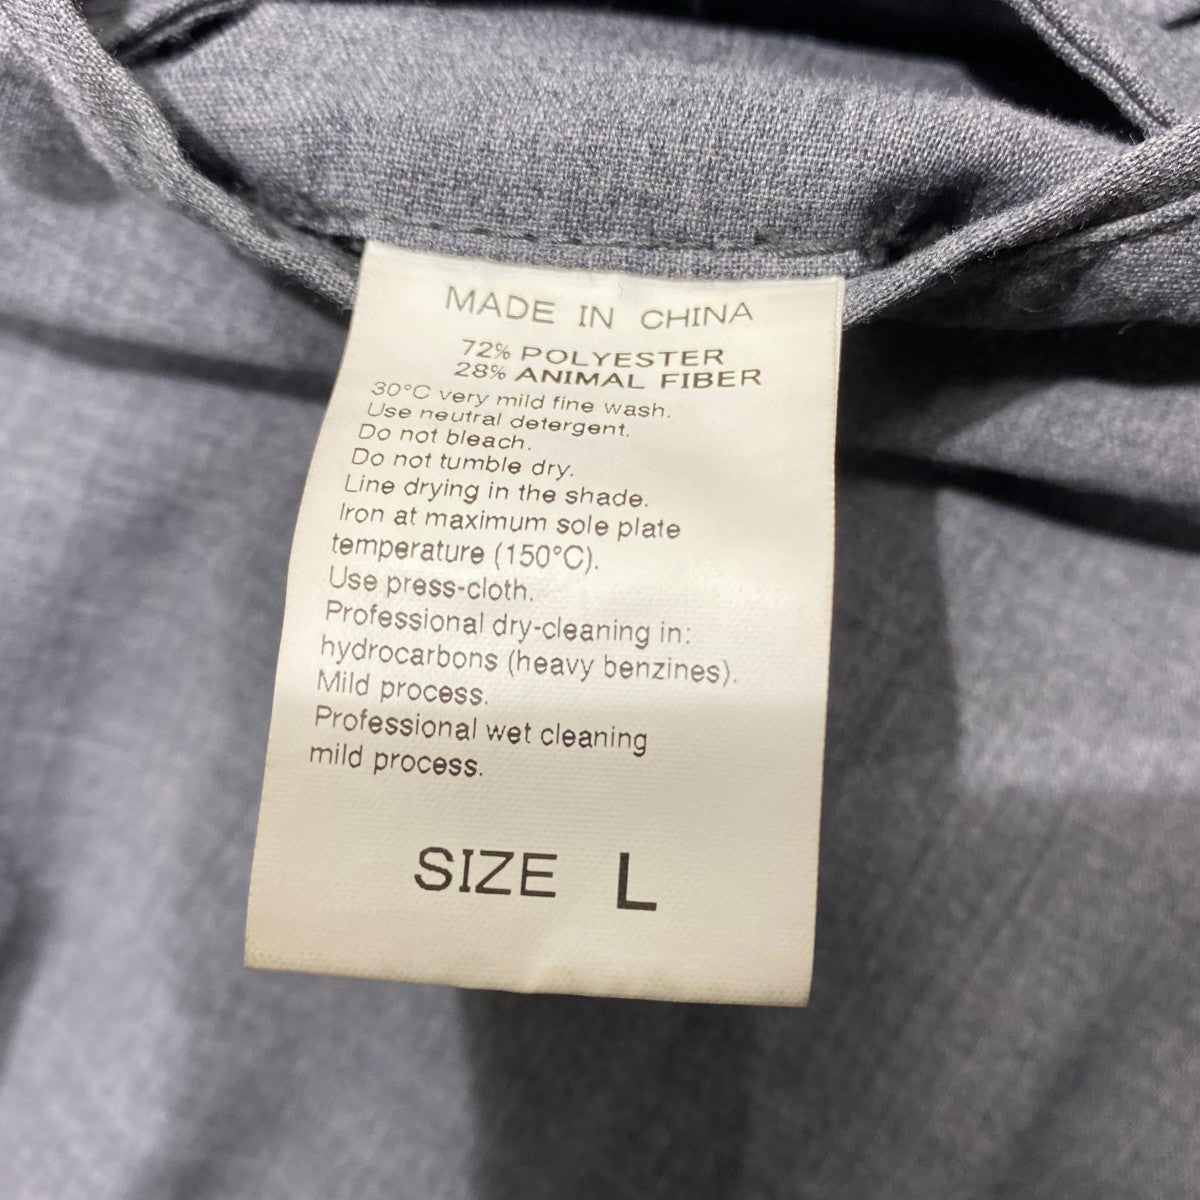 MADE IN CHINA
72% POLYESTER
28% ANIMAL FIBER
30°C very mild fine wash.
Use neutral detergent.
Do not bleach.
Do not tumble dry.
Line drying in the shade.
Iron at maximum sole plate
temperature (150°C).
Use press-cloth.
Professional dry-cleaning in:
hydrocarbons (heavy benzines).
Mild process.
Professional wet cleaning
mild process.
SIZE L